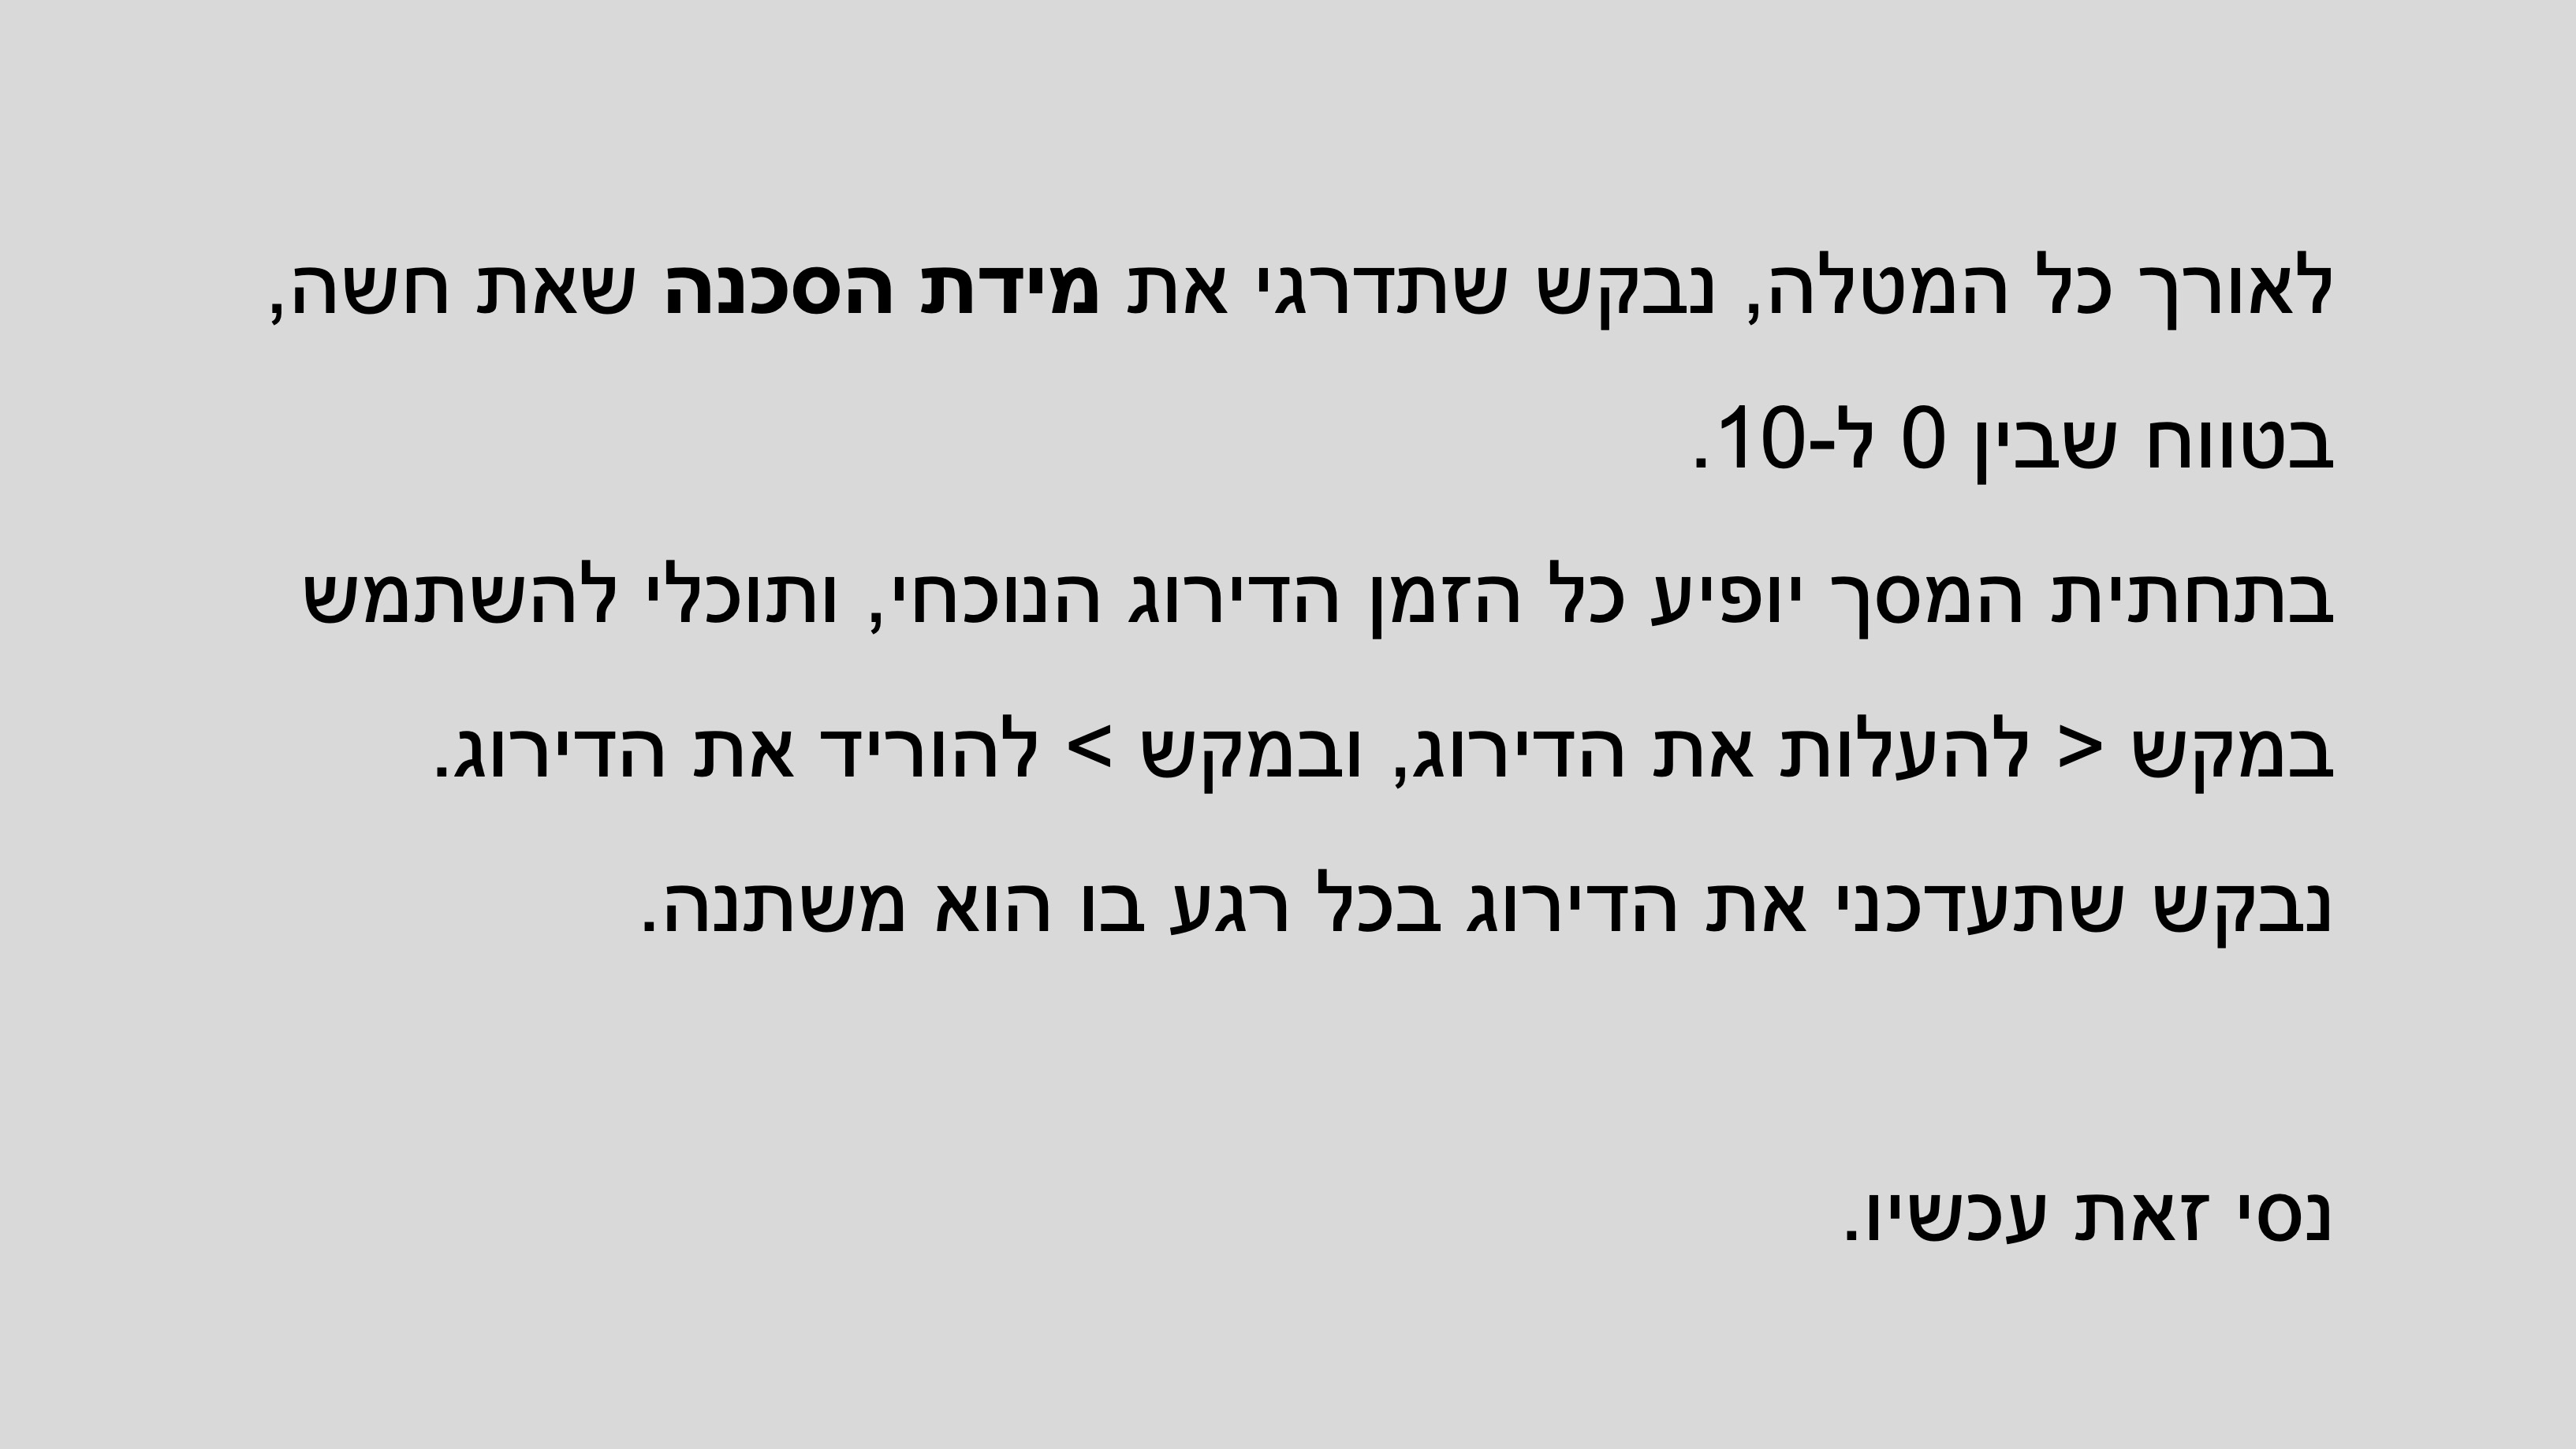 לאורך כל המטלה, נבקש שתדרגי את מידת הסכנה שאת חשה,
בטווח שבין 0 ל-10.
בתחתית המסך יופיע כל הזמן הדירוג הנוכחי, ותוכלי להשתמש
במקש < להעלות את הדירוג, ובמקש > להוריד את הדירוג.
נבקש שתעדכני את הדירוג בכל רגע בו הוא משתנה.
נסי זאת עכשיו.